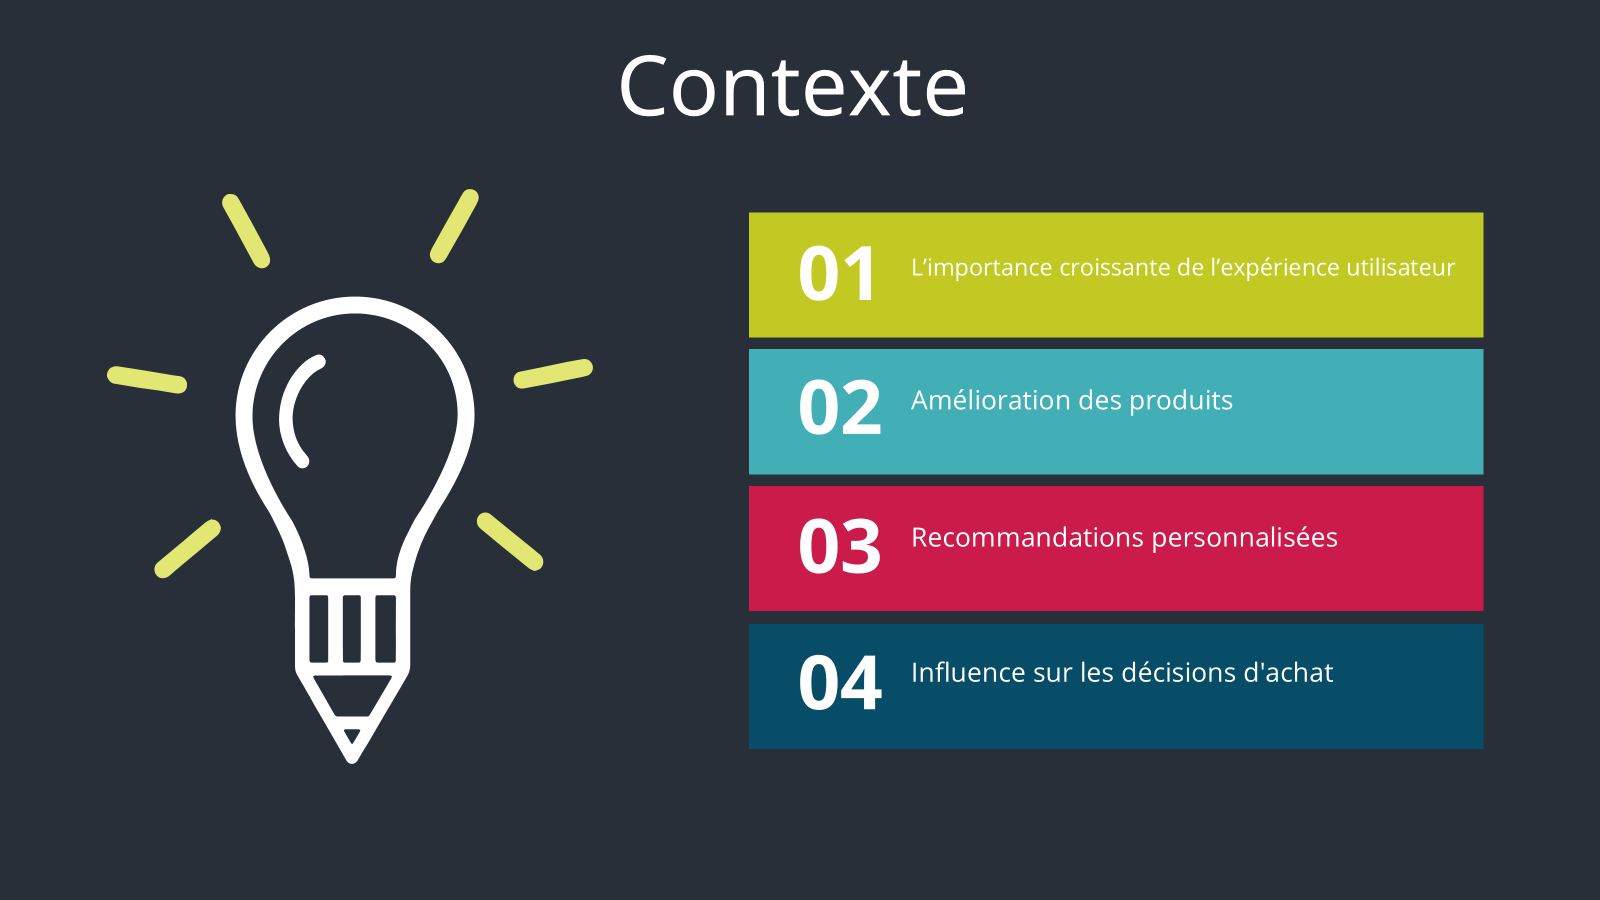 Contexte
01 L’importance croissante de l’expérience utilisateur
02 Amélioration des produits
03 Recommandations personnalisées
04 Influence sur les décisions d'achat